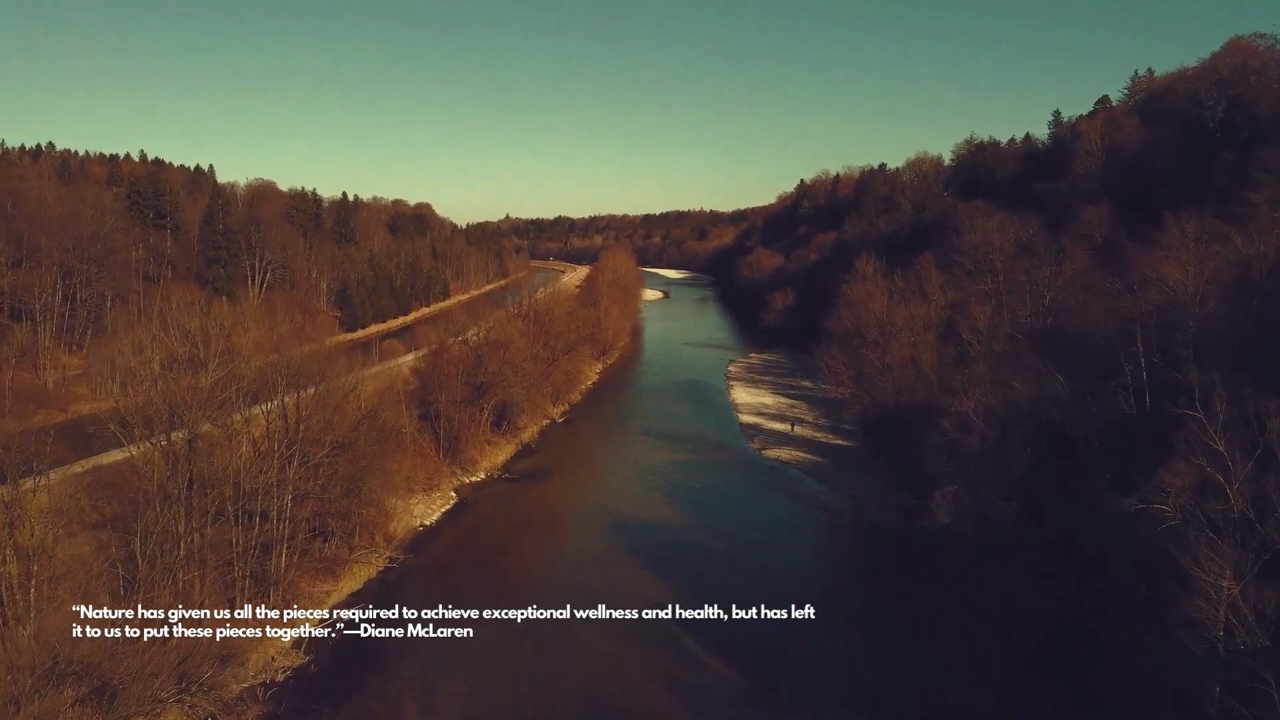 “Nature has given us all the pieces required to achieve exceptional wellness and health, but has left
it to us to put these pieces together.”—Diane McLaren